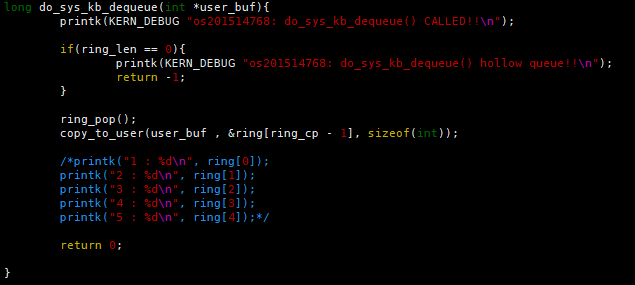 long do_sys_kb_dequeue(int *user_buf){
printk(KERN_DEBUG "os201514768: do_sys_kb_dequeue() CALLED!!\n");
if(ring_len == 0){
printk(KERN_DEBUG "os201514768: do_sys_kb_dequeue() hollow queue!!\n");
return -1;
}
ring_pop();
copy_to_user(user_buf , &ring[ring_cp - 1], sizeof(int));
/*printk("1 : %d\n", ring[0]);
printk("2 : %d\n", ring[1]);
printk("3 : %d\n", ring[2]);
printk("4 : %d\n", ring[3]);
printk("5 : %d\n", ring[4]);*/
return 0;
}